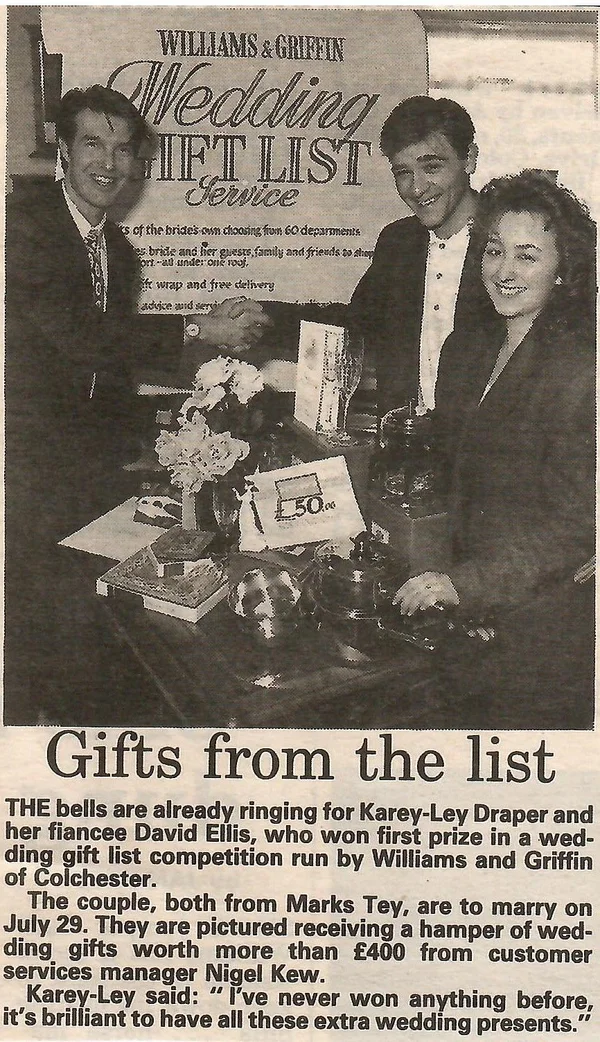 WILLIAMS & GRIFFIN
Wedding
GIFT LIST
Service
of the bride's own choosing from 60 departments
bride and her guests, family and friends to shop
- all under one roof.
wrap and free delivery
advice and
£50.00
Gifts from the list
THE bells are already ringing for Karey-Ley Draper and
her fiancee David Ellis, who won first prize in a wed-
ding gift list competition run by Williams and Griffin
of Colchester.
The couple, both from Marks Tey, are to marry on
July 29. They are pictured receiving a hamper of wed-
ding gifts worth more than £400 from customer
services manager Nigel Kew.
Karey-Ley said: “ I’ve never won anything before,
it’s brilliant to have all these extra wedding presents.”